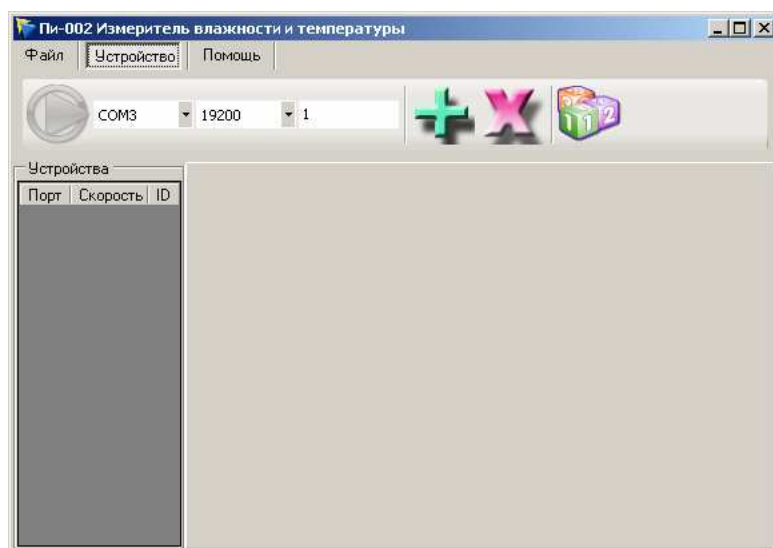 Пи-002 Измеритель влажности и температуры
Файл Устройство Помощь
COM3 19200 1
Устройства
Порт Скорость ID